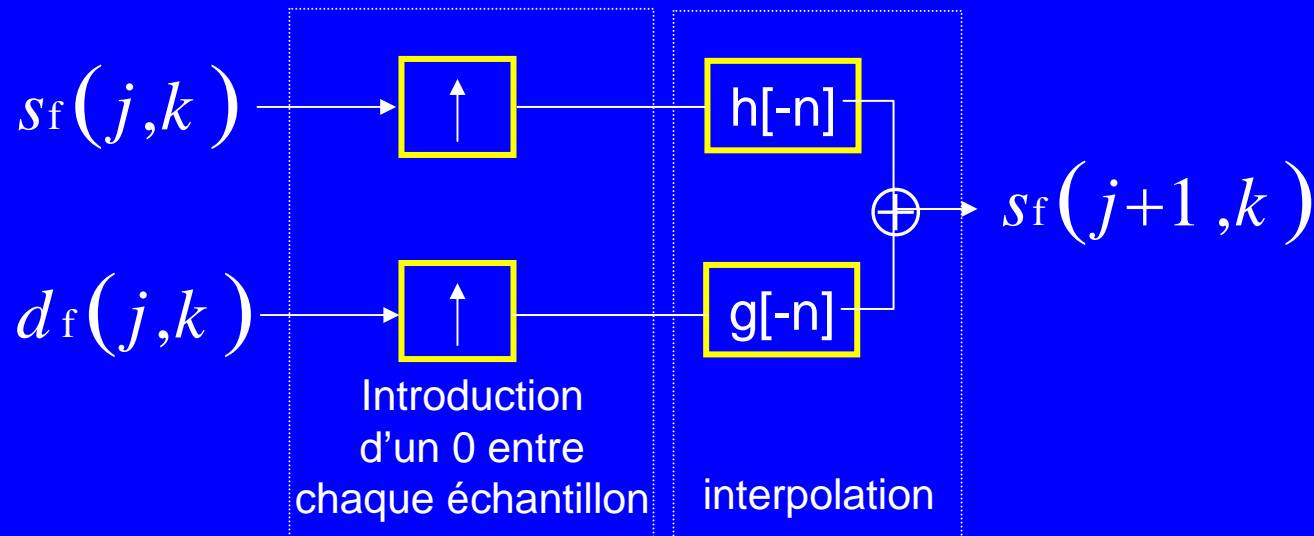 sf(j,k)
h[-n]
sf(j+1 ,k)
df(j,k)
g[-n]
Introduction
d'un 0 entre
chaque échantillon
interpolation